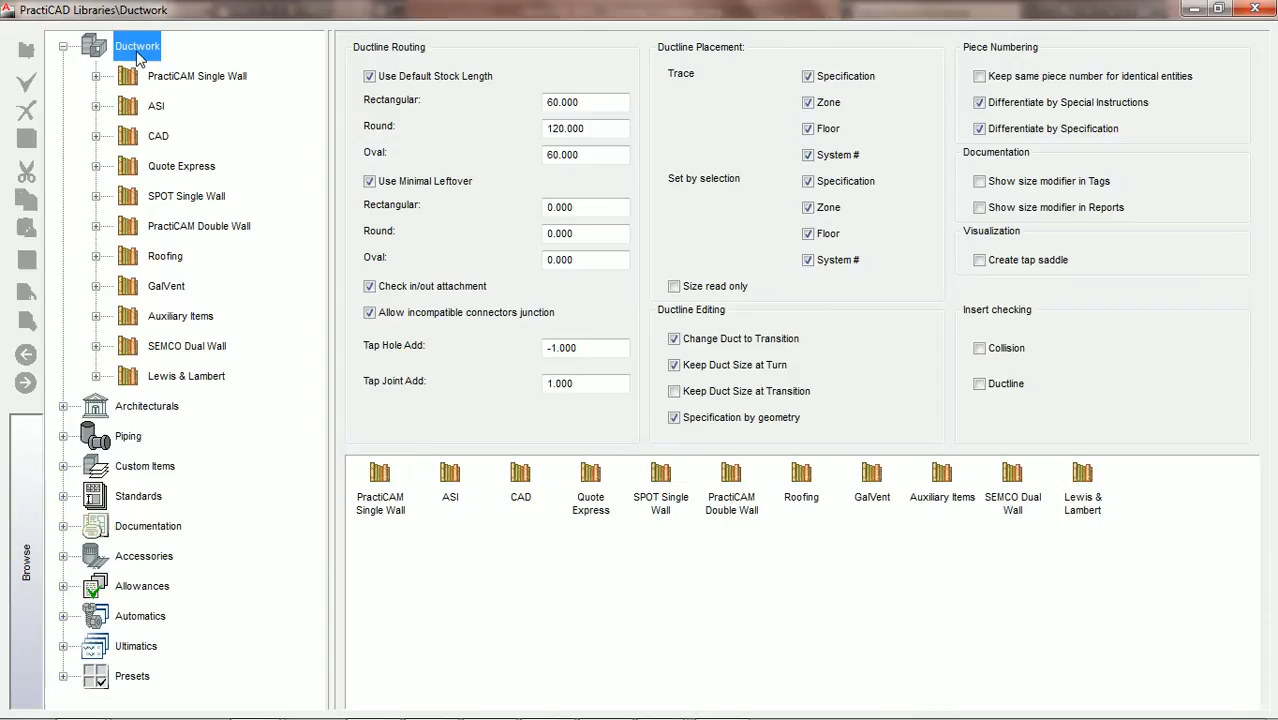 PractiCAD Libraries\Ductwork
Ductwork
PractiCAM Single Wall
ASI
CAD
Quote Express
SPOT Single Wall
PractiCAM Double Wall
Roofing
GalVent
Auxiliary Items
SEMCO Dual Wall
Lewis & Lambert
Architecturals
Piping
Custom Items
Standards
Documentation
Accessories
Allowances
Automatics
Ultimatics
Presets
Browse
Ductline Routing
Use Default Stock Length
Rectangular: 60.000
Round: 120.000
Oval: 60.000
Use Minimal Leftover
Rectangular: 0.000
Round: 0.000
Oval: 0.000
Check in/out attachment
Allow incompatible connectors junction
Tap Hole Add: -1.000
Tap Joint Add: 1.000
Ductline Placement:
Trace Specification
Zone
Floor
System #
Set by selection Specification
Zone
Floor
System #
Size read only
Ductline Editing
Change Duct to Transition
Keep Duct Size at Turn
Keep Duct Size at Transition
Specification by geometry
Piece Numbering
Keep same piece number for identical entities
Differentiate by Special Instructions
Differentiate by Specification
Documentation
Show size modifier in Tags
Show size modifier in Reports
Visualization
Create tap saddle
Insert checking
Collision
Ductline
PractiCAM
Single Wall
ASI
CAD
Quote
Express
SPOT Single
Wall
PractiCAM
Double Wall
Roofing
GalVent
Auxiliary Items
SEMCO Dual
Wall
Lewis &
Lambert